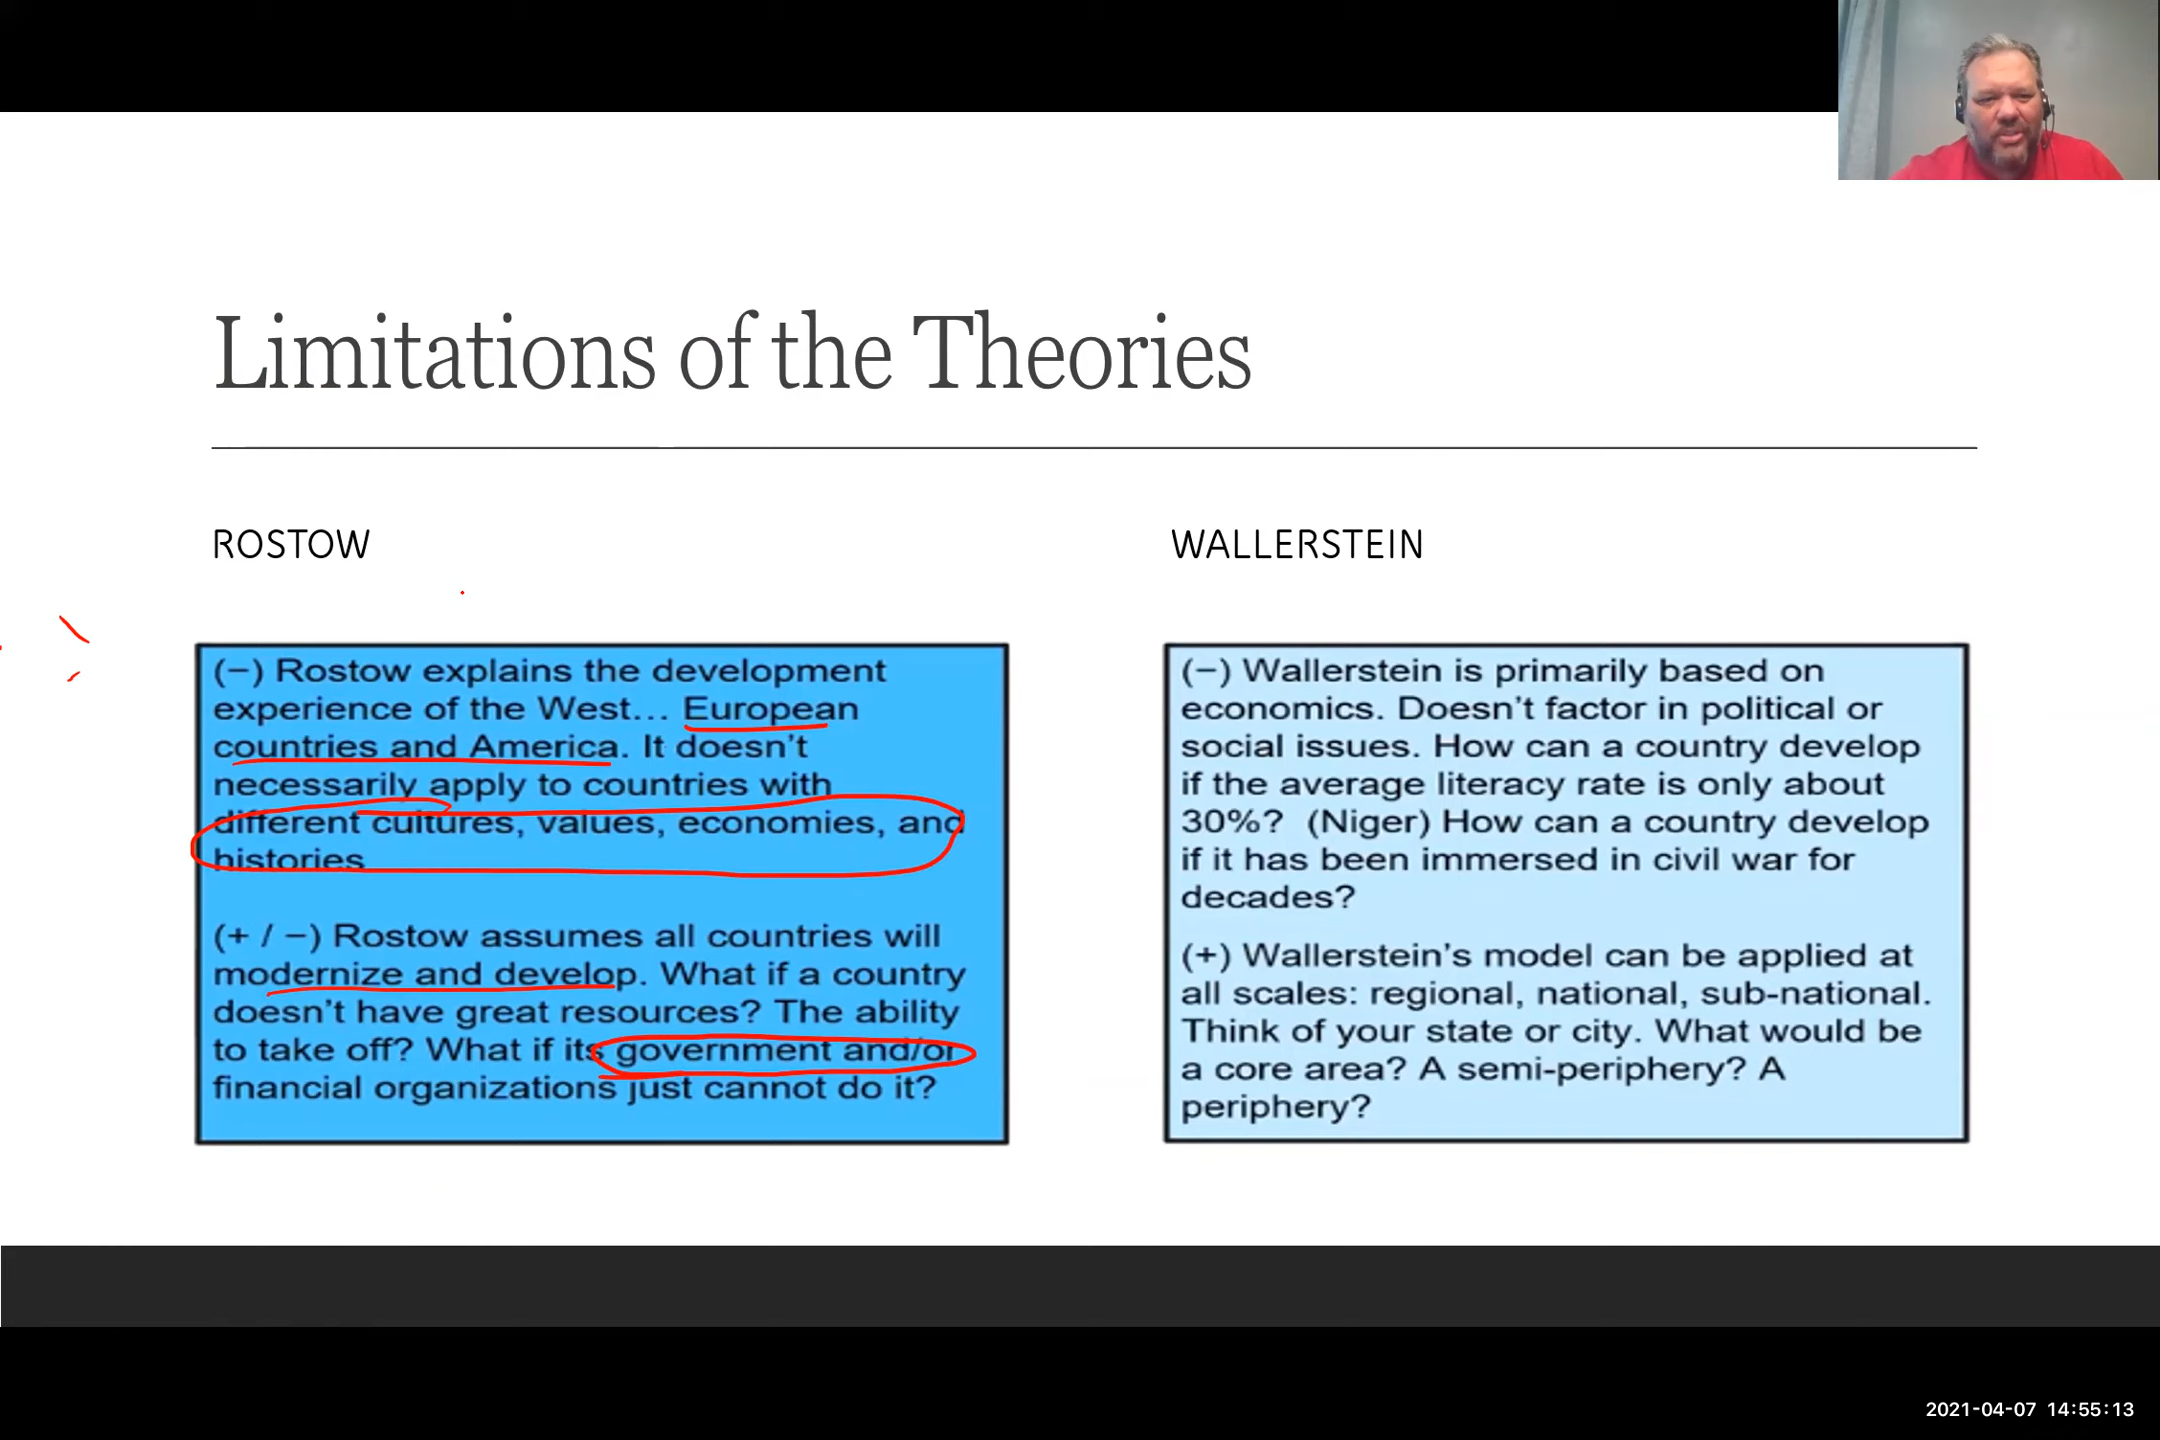 Limitations of the Theories
ROSTOW
(−) Rostow explains the development
experience of the West... European
countries and America. It doesn't
necessarily apply to countries with
different cultures, values, economies, and
histories
(+ / −) Rostow assumes all countries will
modernize and develop. What if a country
doesn't have great resources? The ability
to take off? What if its government and/or
financial organizations just cannot do it?
WALLERSTEIN
(−) Wallerstein is primarily based on
economics. Doesn't factor in political or
social issues. How can a country develop
if the average literacy rate is only about
30%? (Niger) How can a country develop
if it has been immersed in civil war for
decades?
(+) Wallerstein's model can be applied at
all scales: regional, national, sub-national.
Think of your state or city. What would be
a core area? A semi-periphery? A
periphery?
2021-04-07 14:55:13